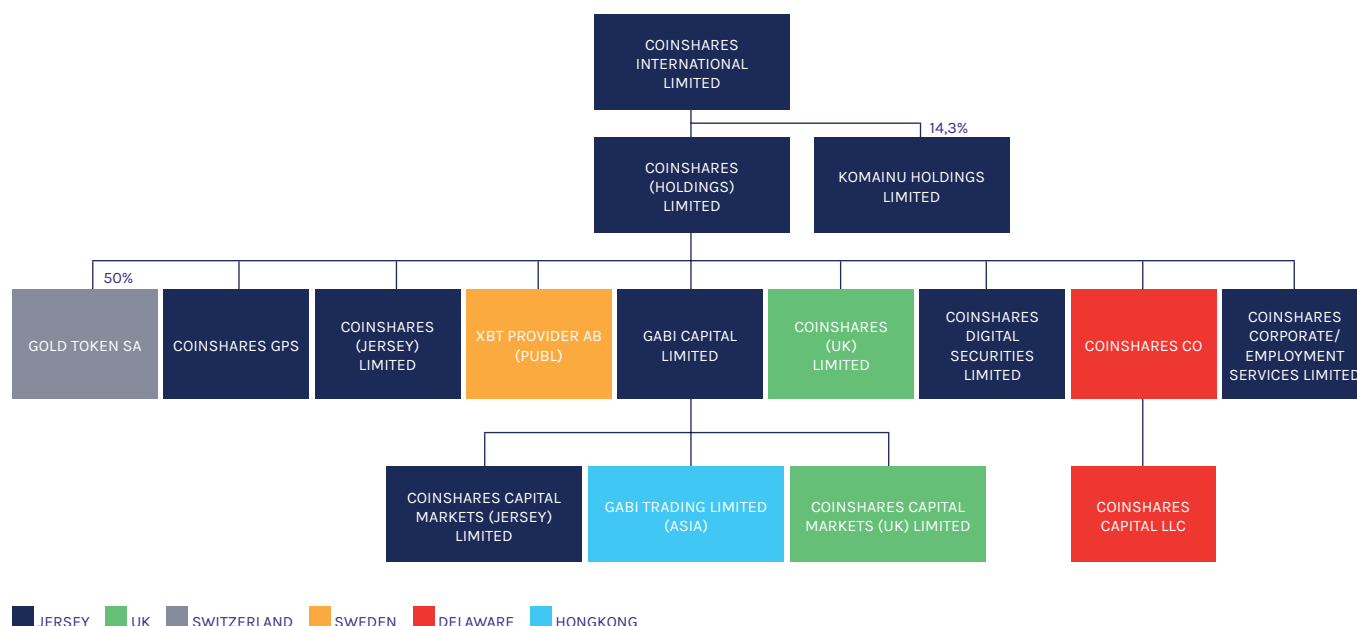 COINSHARES
INTERNATIONAL
LIMITED
14,3%
COINSHARES
(HOLDINGS)
LIMITED
KOMAINU HOLDINGS
LIMITED
50%
GOLD TOKEN SA
COINSHARES GPS
COINSHARES
(JERSEY)
LIMITED
XBT PROVIDER AB
(PUBL)
GABI CAPITAL
LIMITED
COINSHARES
(UK)
LIMITED
COINSHARES
DIGITAL
SECURITIES
LIMITED
COINSHARES CO
COINSHARES
CORPORATE/
EMPLOYMENT
SERVICES LIMITED
COINSHARES CAPITAL
MARKETS (JERSEY)
LIMITED
GABI TRADING LIMITED
(ASIA)
COINSHARES CAPITAL
MARKETS (UK) LIMITED
COINSHARES
CAPITAL LLC
JERSEY UK SWITZERLAND SWEDEN DELAWARE HONGKONG